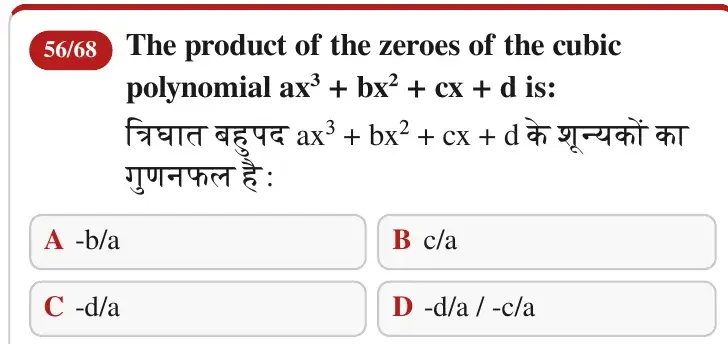 56/68 The product of the zeroes of the cubic
polynomial ax³ + bx² + cx + d is:
त्रिघात बहुपद ax³ + bx² + cx + d के शून्यकों का
गुणनफल है :
A -b/a B c/a
C -d/a D -d/a / -c/a